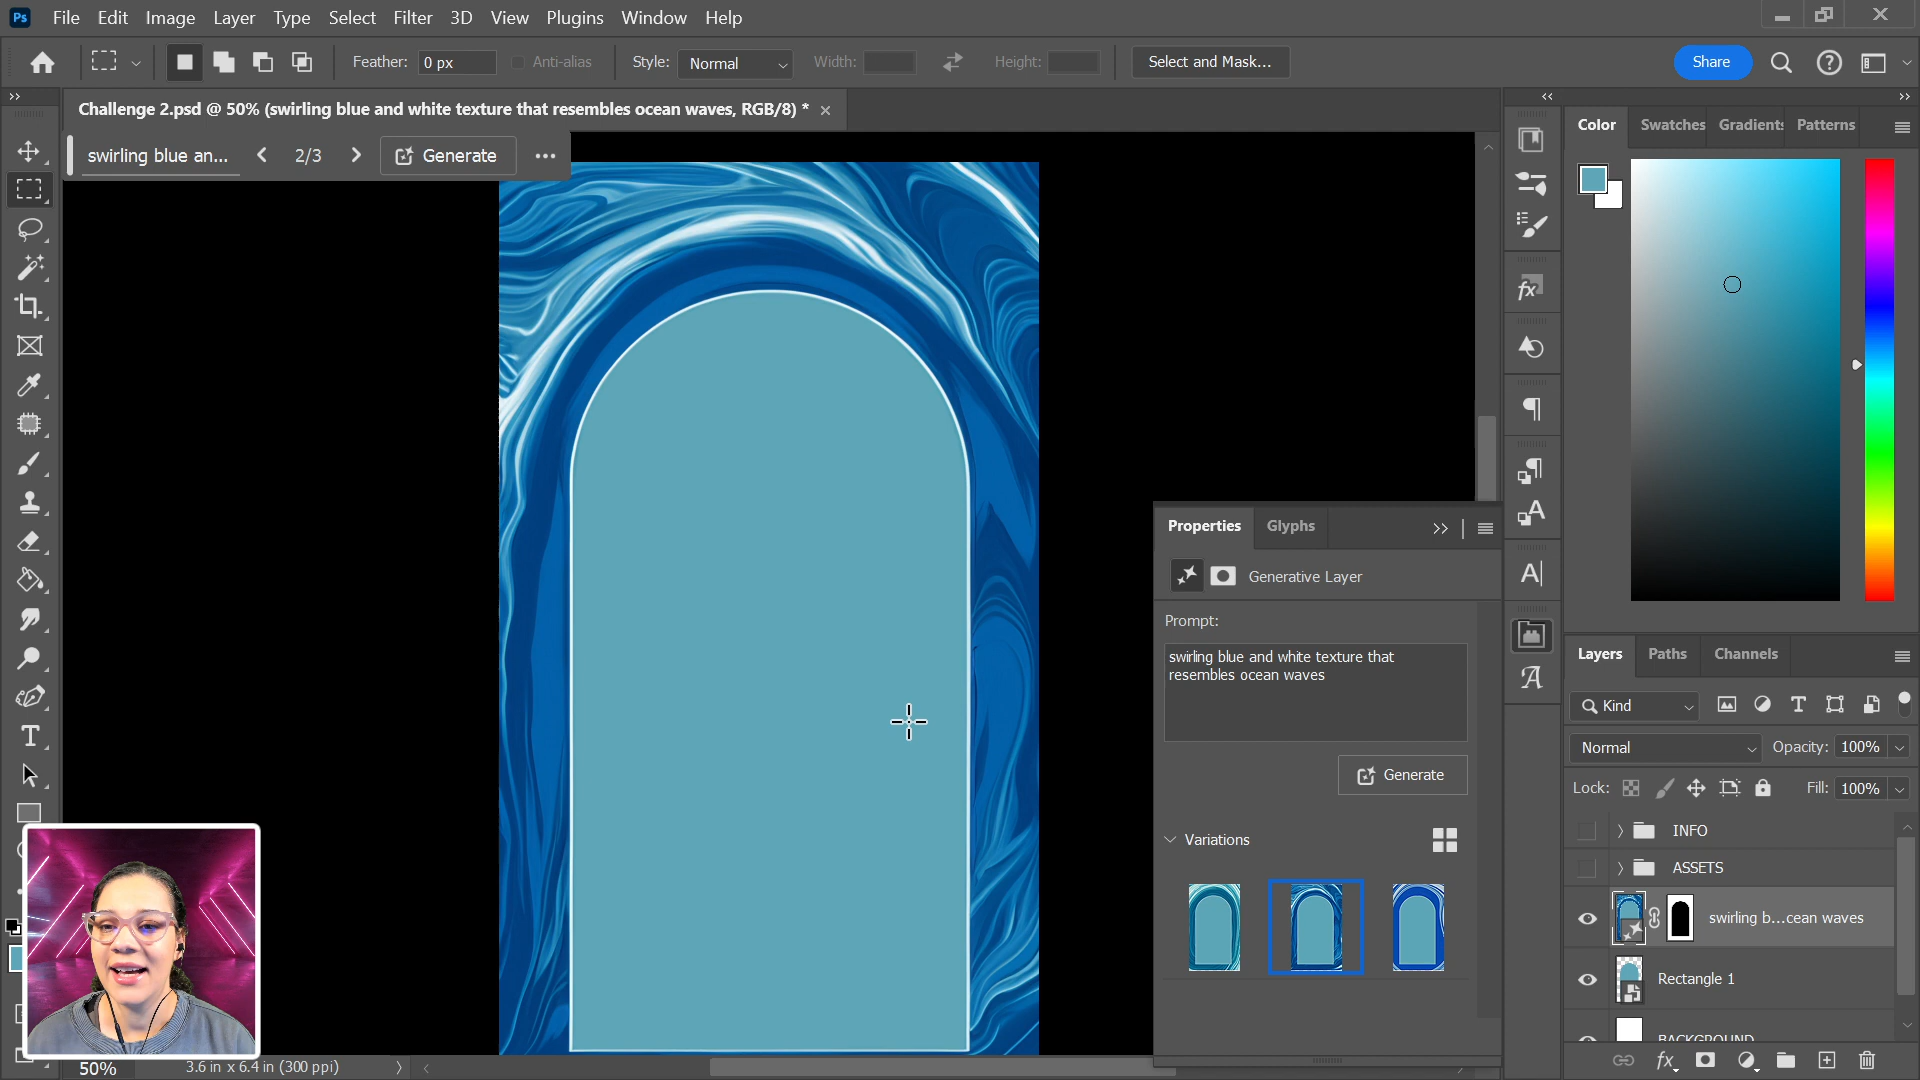 Ps File Edit Image Layer Type Select Filter 3D View Plugins Window Help
Feather: 0 px Anti-alias Style: Normal Width: Height: Select and Mask... Share
Challenge 2.psd @ 50% (swirling blue and white texture that resembles ocean waves, RGB/8) *
swirling blue an... 2/3 Generate
Color Swatches Gradients Patterns
Properties Glyphs
Generative Layer
Prompt:
swirling blue and white texture that
resembles ocean waves
Generate
Variations
Layers Paths Channels
Kind
Normal Opacity: 100%
Lock: Fill: 100%
INFO
ASSETS
swirling b...cean waves
Rectangle 1
BACKGROUND
50% 3.6 in x 6.4 in (300 ppi)